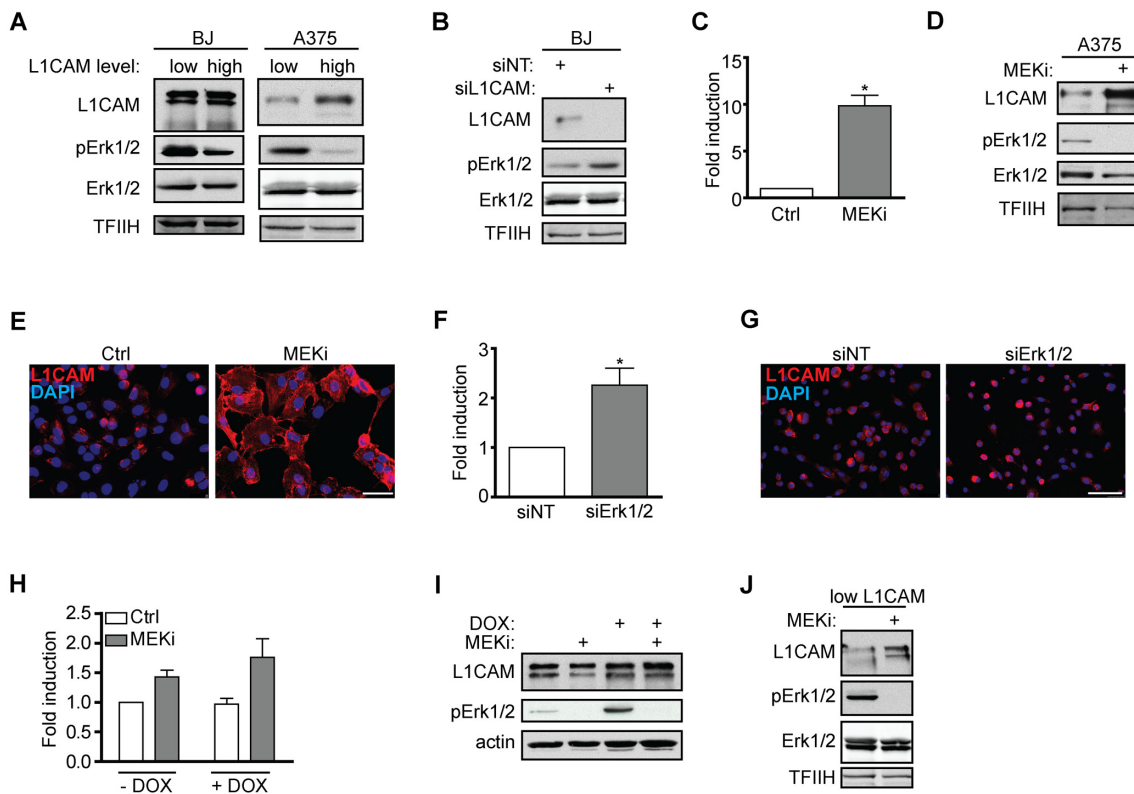 A
BJ A375
L1CAM level: low high low high
L1CAM
pErk1/2
Erk1/2
TFIIH
B
BJ
siNT: +
siL1CAM: +
L1CAM
pErk1/2
Erk1/2
TFIIH
C
Fold induction
15
10
5
0
*
Ctrl MEKi
D
A375
MEKi: +
L1CAM
pErk1/2
Erk1/2
TFIIH
E
Ctrl MEKi
L1CAM
DAPI
F
Fold induction
3
2
1
0
*
siNT siErk1/2
G
siNT siErk1/2
L1CAM
DAPI
H
Fold induction
2.5
2.0
1.5
1.0
0.5
0.0
Ctrl
MEKi
- DOX + DOX
I
DOX: + +
MEKi: + +
L1CAM
pErk1/2
actin
J
low L1CAM
MEKi: +
L1CAM
pErk1/2
Erk1/2
TFIIH